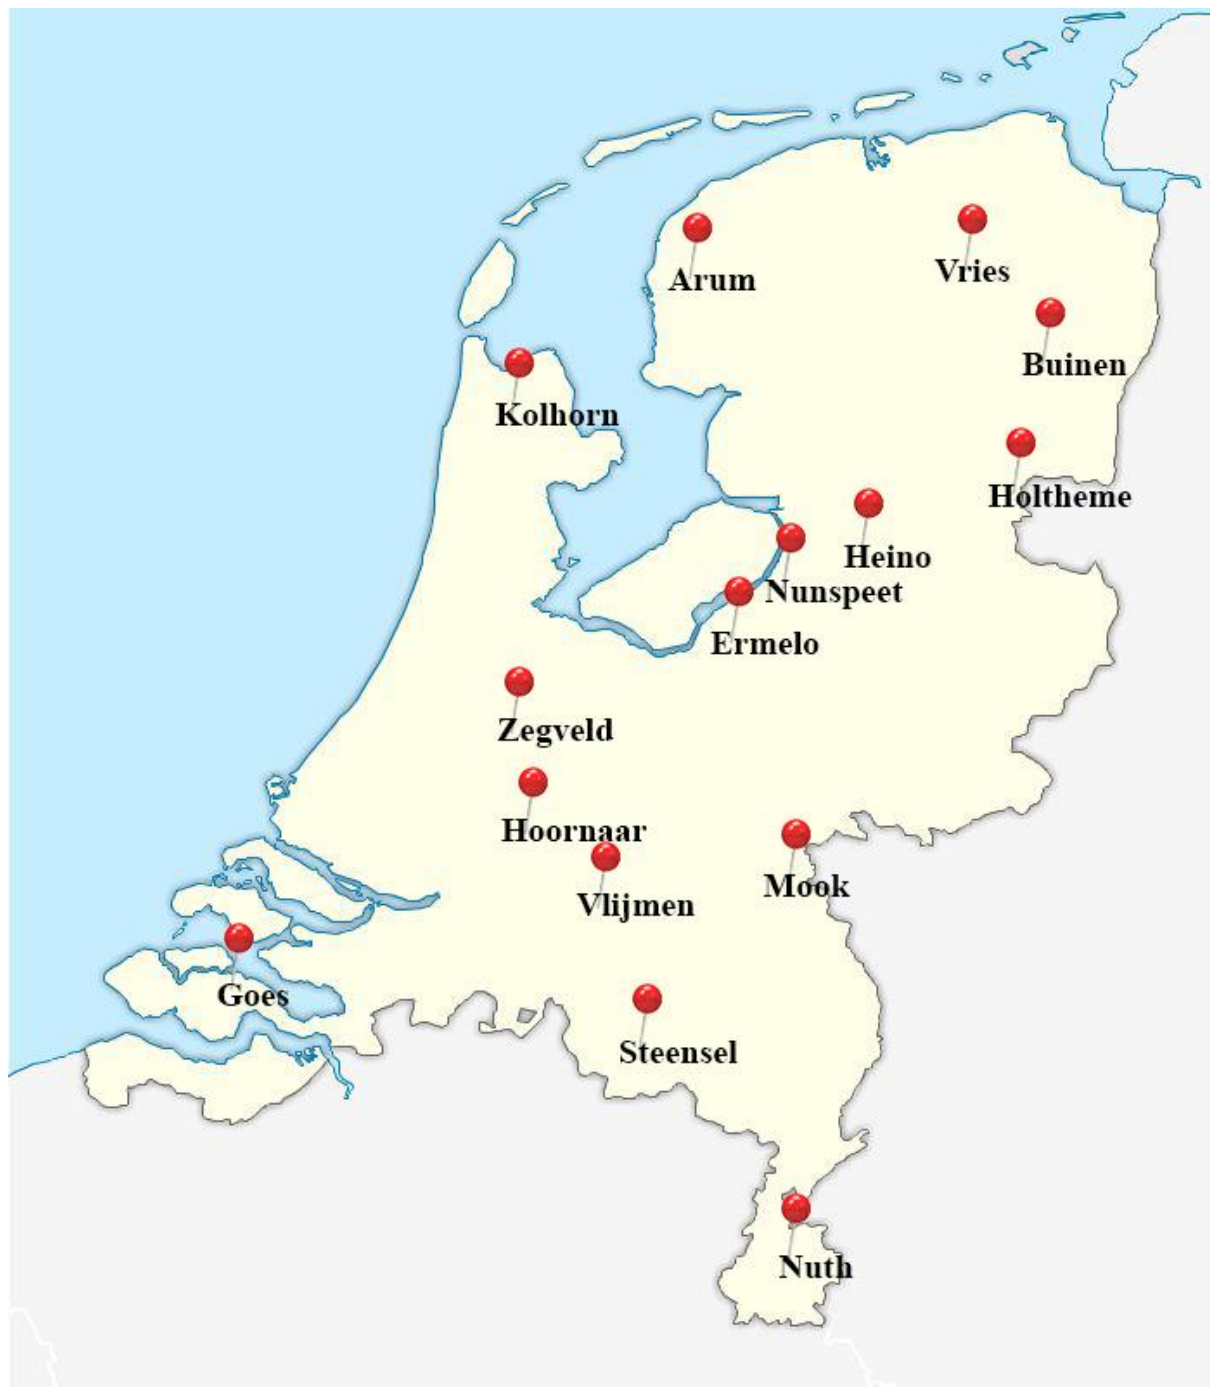 Vries
Arum
Buinen
Kolhorn
Holtheme
Heino
Nunspeet
Ermelo
Zegveld
Hoornaar
Mook
Vlijmen
Goes
Steensel
Nuth